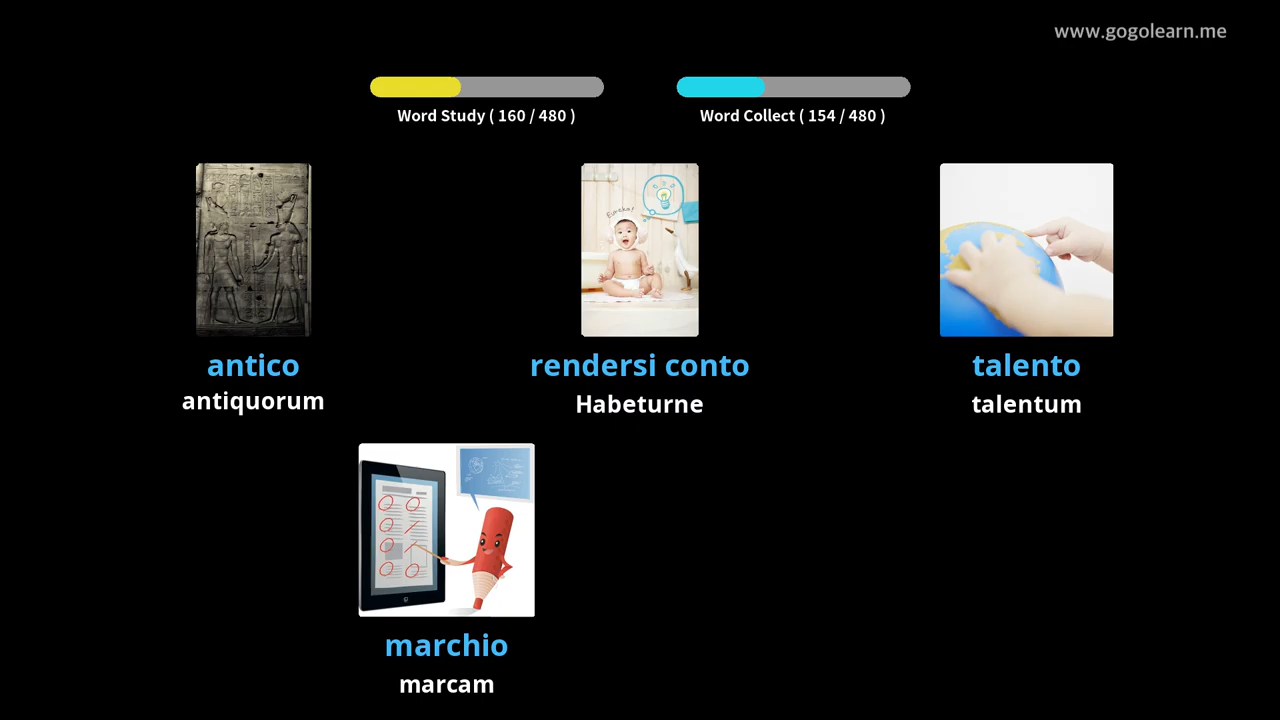 www.gogolearn.me
Word Study ( 160 / 480 )
Word Collect ( 154 / 480 )
Eureka!
antico
antiquorum
rendersi conto
Habeturne
talento
talentum
marchio
marcam